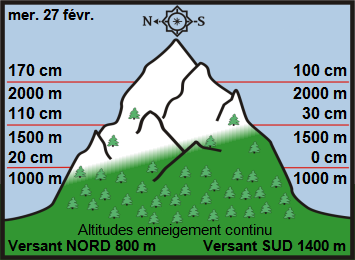 mer. 27 févr.
N S
170 cm 100 cm
2000 m 2000 m
110 cm 30 cm
1500 m 1500 m
20 cm 0 cm
1000 m 1000 m
Altitudes enneigement continu
Versant NORD 800 m Versant SUD 1400 m